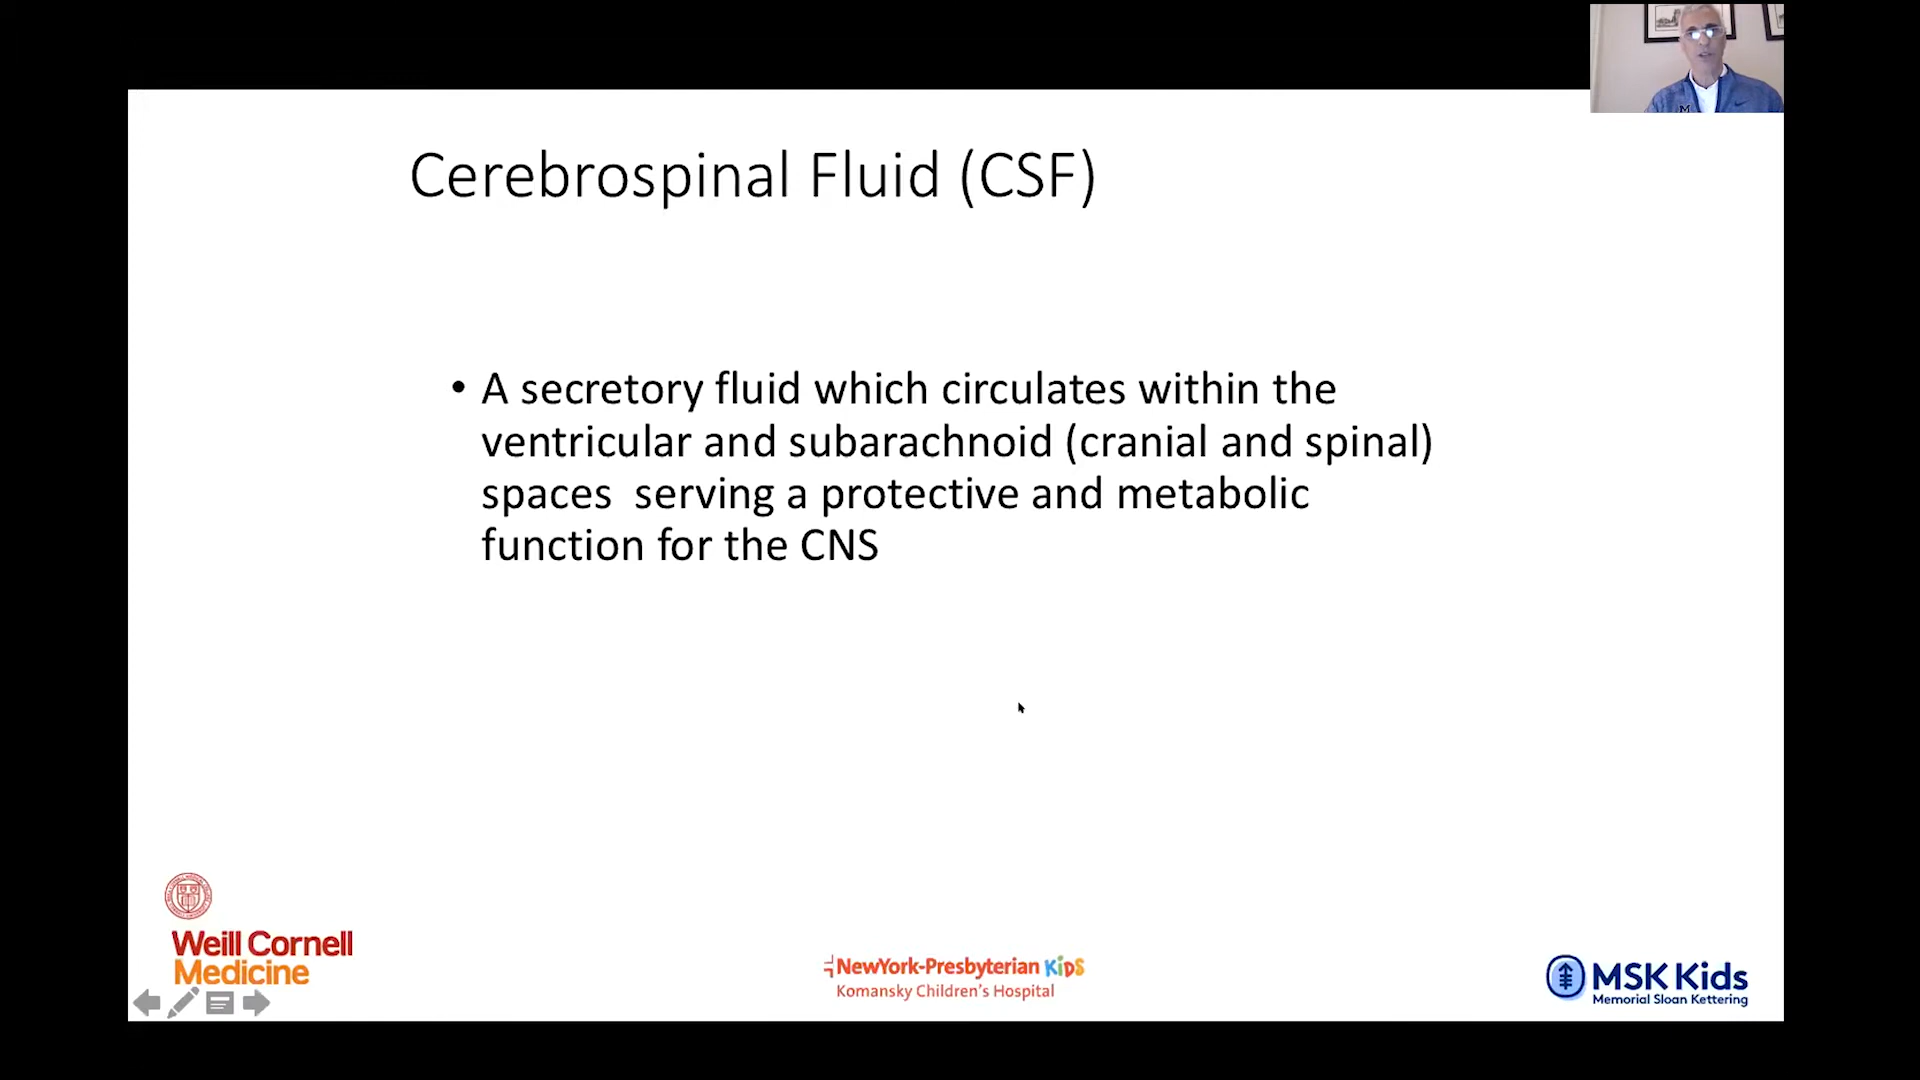 Cerebrospinal Fluid (CSF)
• A secretory fluid which circulates within the
ventricular and subarachnoid (cranial and spinal)
spaces  serving a protective and metabolic
function for the CNS
Weill Cornell
Medicine
NewYork-Presbyterian KiDS
Komansky Children's Hospital
MSK Kids
Memorial Sloan Kettering
M